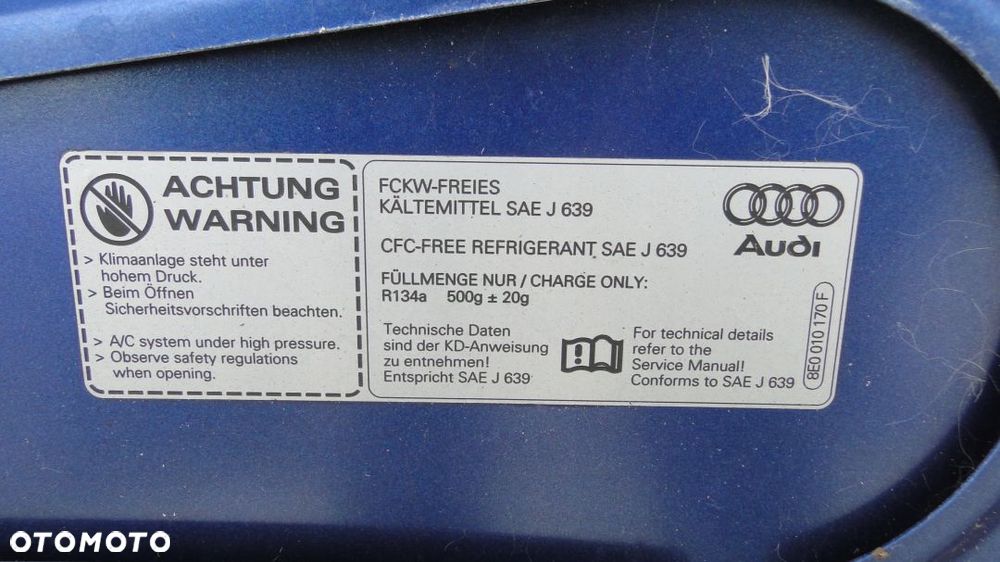 ACHTUNG
WARNING
> Klimaanlage steht unter
hohem Druck.
> Beim Öffnen
Sicherheitsvorschriften beachten.
> A/C system under high pressure.
> Observe safety regulations
when opening.
FCKW-FREIES
KÄLTEMITTEL SAE J 639
CFC-FREE REFRIGERANT SAE J 639
FÜLLMENGE NUR / CHARGE ONLY:
R134a 500g ± 20g
Technische Daten
sind der KD-Anweisung
zu entnehmen!
Entspricht SAE J 639
For technical details
refer to the
Service Manual!
Conforms to SAE J 639
Audi
8E0 010 170 F
OTOMOTO